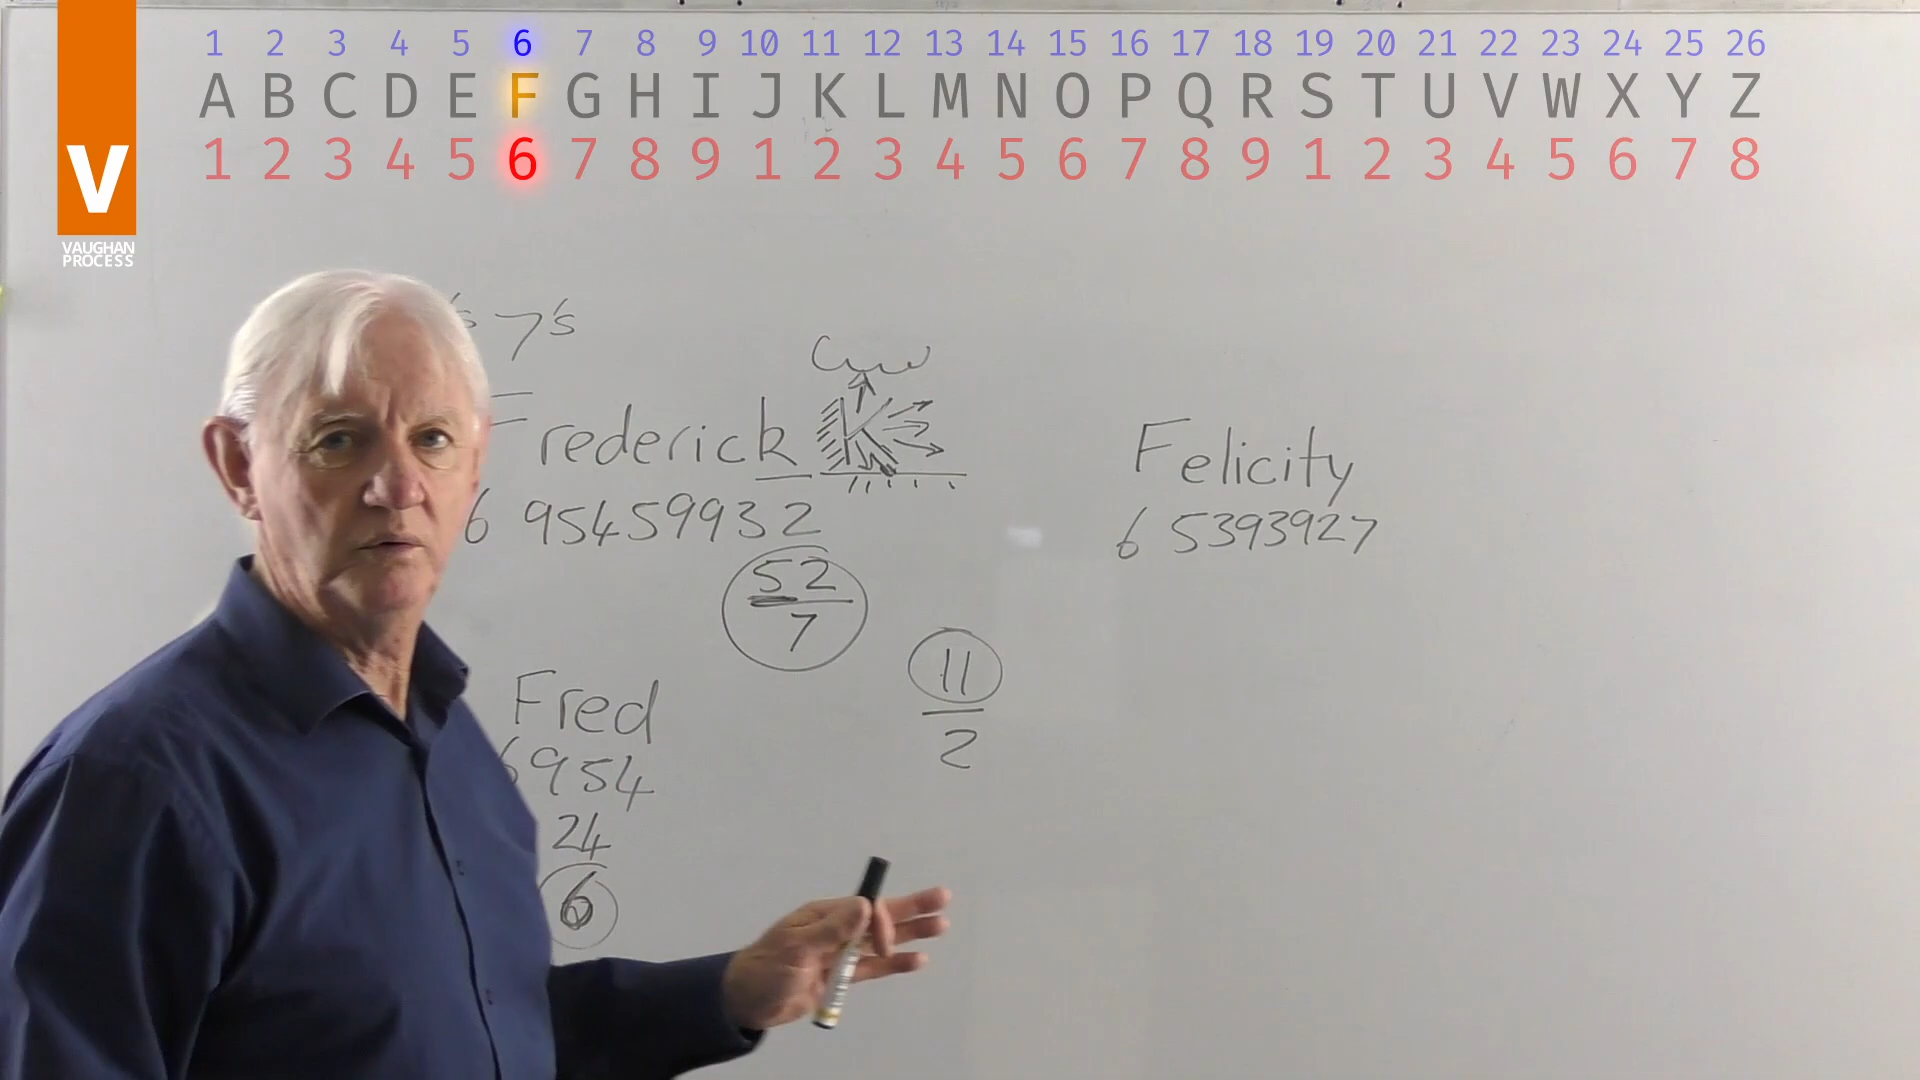 1 2 3 4 5 6 7 8 9 10 11 12 13 14 15 16 17 18 19 20 21 22 23 24 25 26
A B C D E F G H I J K L M N O P Q R S T U V W X Y Z
1 2 3 4 5 6 7 8 9 1 2 3 4 5 6 7 8 9 1 2 3 4 5 6 7 8
V
VAUGHAN
PROCESS
's 7's
Frederick K
6 95459932
52
7
Felicity
6 5393927
11
2
Fred
6954
24
6